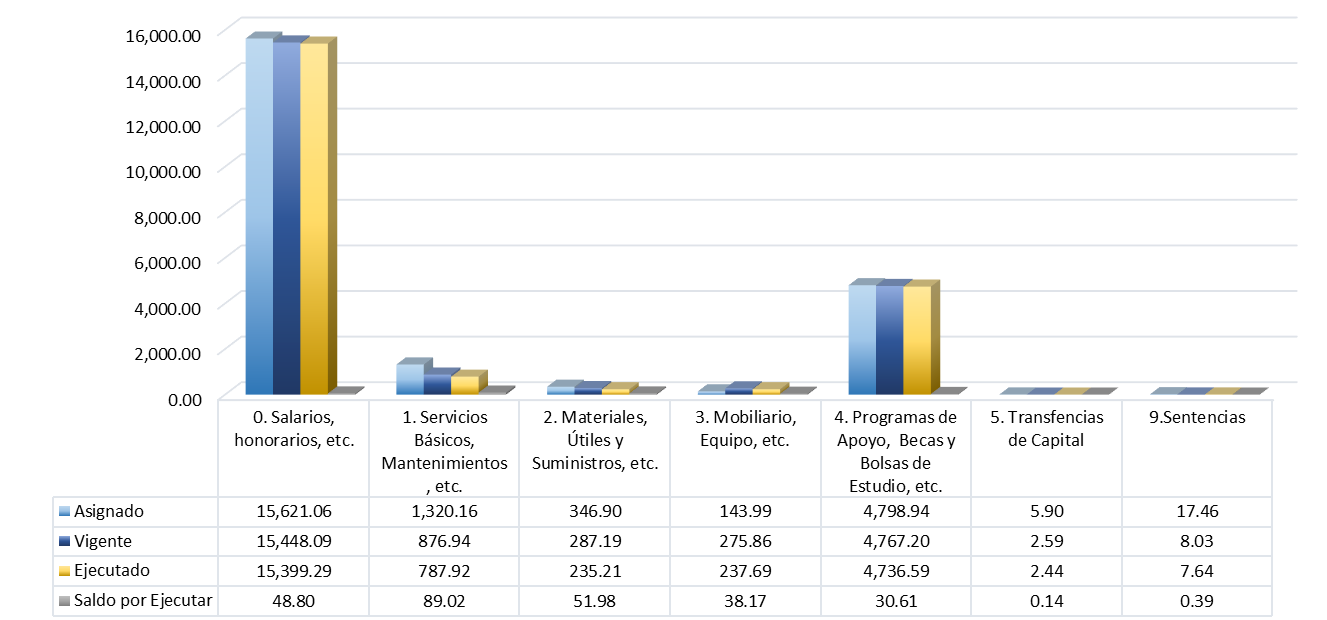 16,000.00
14,000.00
12,000.00
10,000.00
8,000.00
6,000.00
4,000.00
2,000.00
0.00
0. Salarios,
honorarios, etc.
1. Servicios
Básicos,
Mantenimientos
, etc.
2. Materiales,
Útiles y
Suministros, etc.
3. Mobiliario,
Equipo, etc.
4. Programas de
Apoyo, Becas y
Bolsas de
Estudio, etc.
5. Transfencias
de Capital
9.Sentencias
Asignado 15,621.06 1,320.16 346.90 143.99 4,798.94 5.90 17.46
Vigente 15,448.09 876.94 287.19 275.86 4,767.20 2.59 8.03
Ejecutado 15,399.29 787.92 235.21 237.69 4,736.59 2.44 7.64
Saldo por Ejecutar 48.80 89.02 51.98 38.17 30.61 0.14 0.39